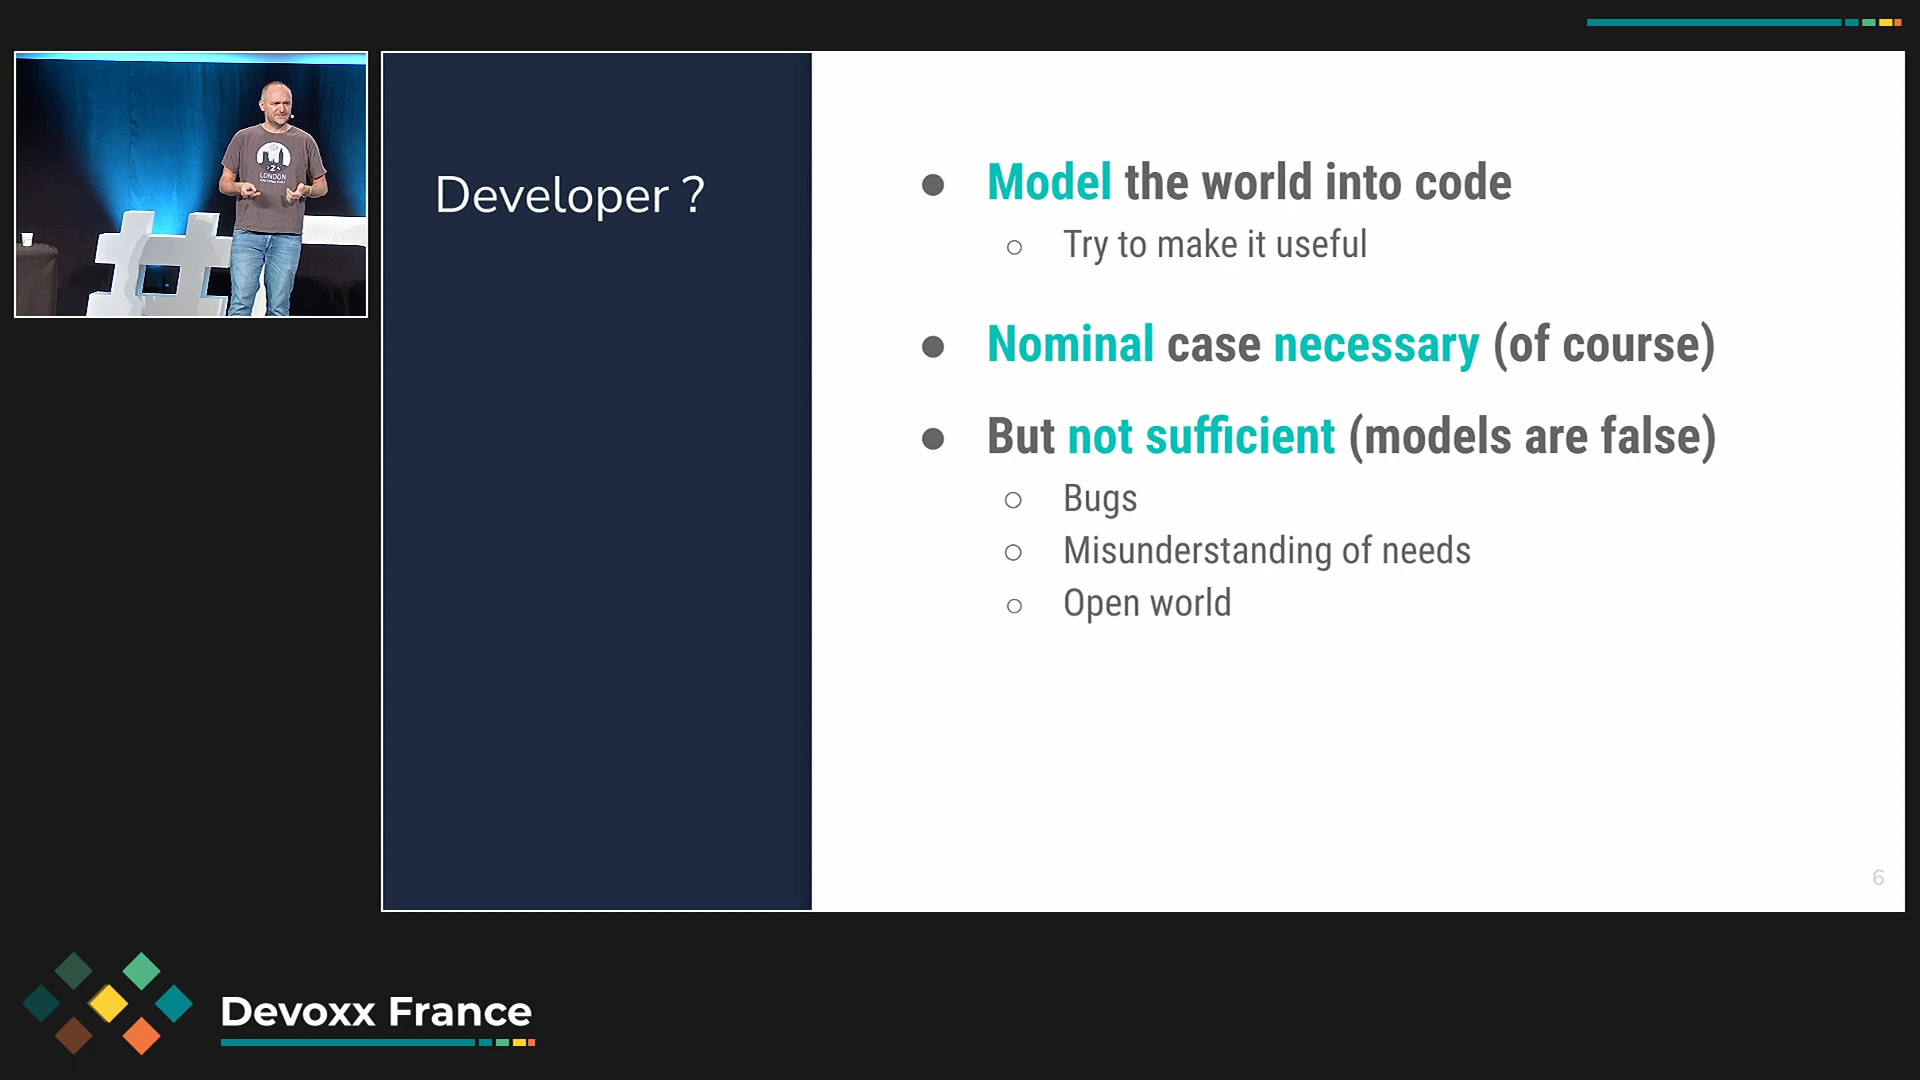 LONDON
Developer ?
● Model the world into code
○ Try to make it useful
● Nominal case necessary (of course)
● But not sufficient (models are false)
○ Bugs
○ Misunderstanding of needs
○ Open world
6
Devoxx France